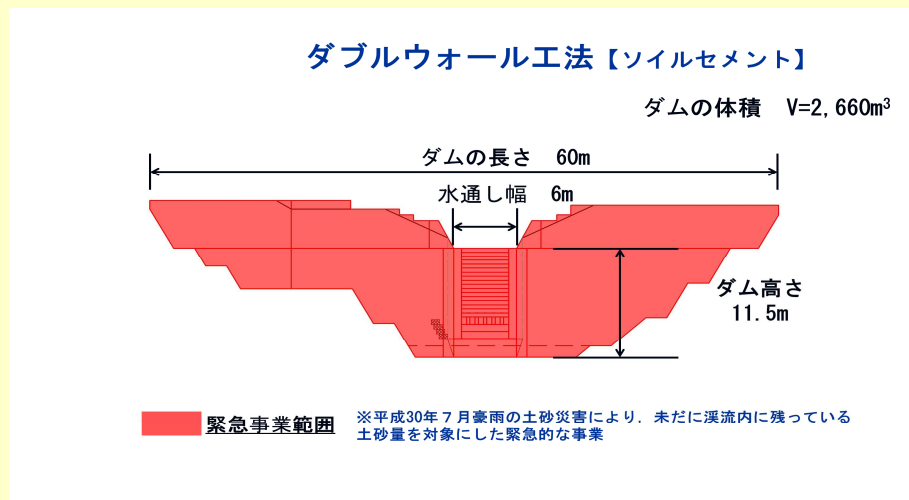 ダブルウォール工法【ソイルセメント】
ダムの体積　V=2,660m³
ダムの長さ　60m
水通し幅　6m
ダム高さ
11.5m
緊急事業範囲
※平成30年７月豪雨の土砂災害により，未だに渓流内に残っている
土砂量を対象にした緊急的な事業